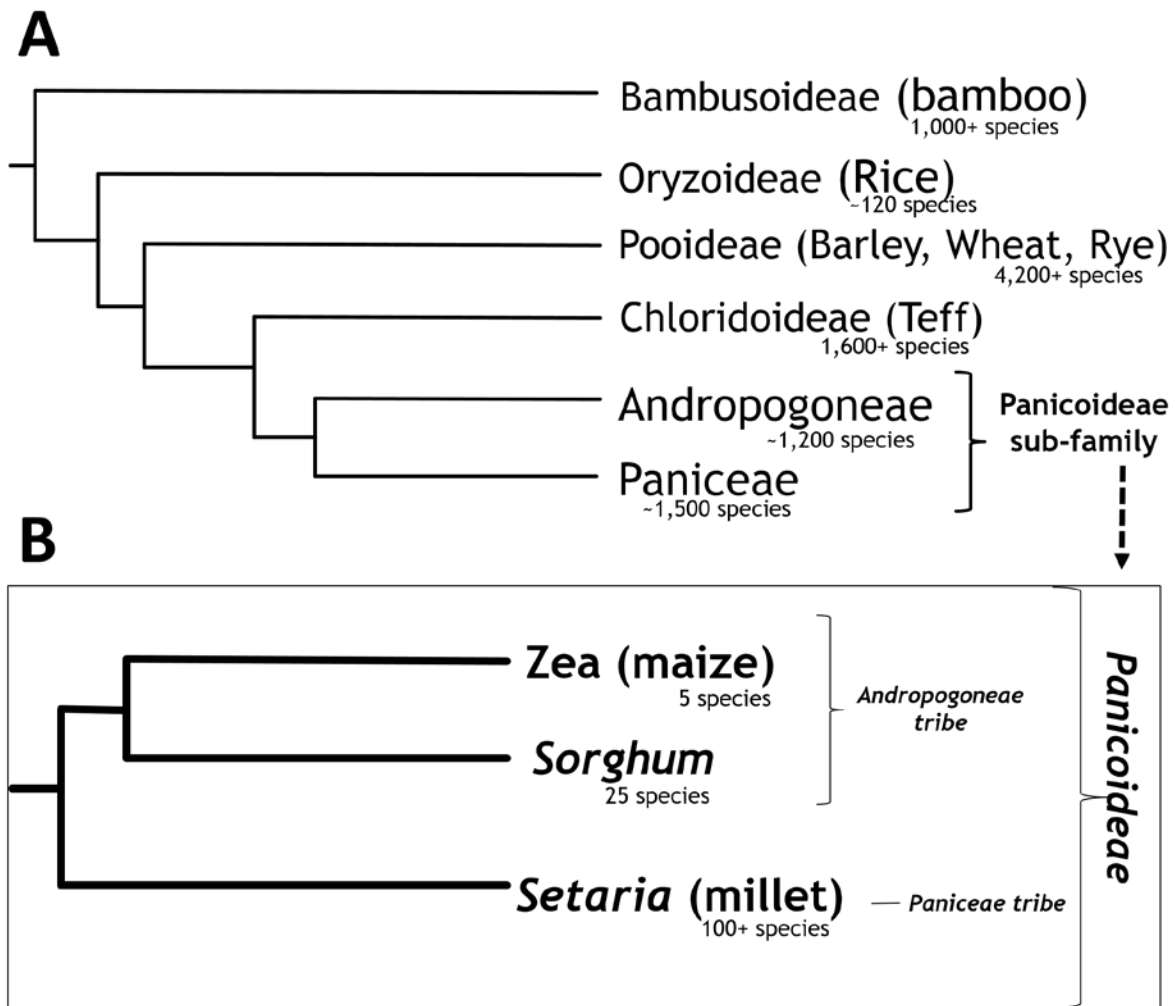 A
Bambusoideae (bamboo)
1,000+ species
Oryzoideae (Rice)
~120 species
Pooideae (Barley, Wheat, Rye)
4,200+ species
Chloridoideae (Teff)
1,600+ species
Andropogoneae
~1,200 species
Paniceae
~1,500 species
Panicoideae
sub-family
B
Zea (maize)
5 species
Sorghum
25 species
Andropogoneae
tribe
Setaria (millet)
100+ species
Paniceae tribe
Panicoideae